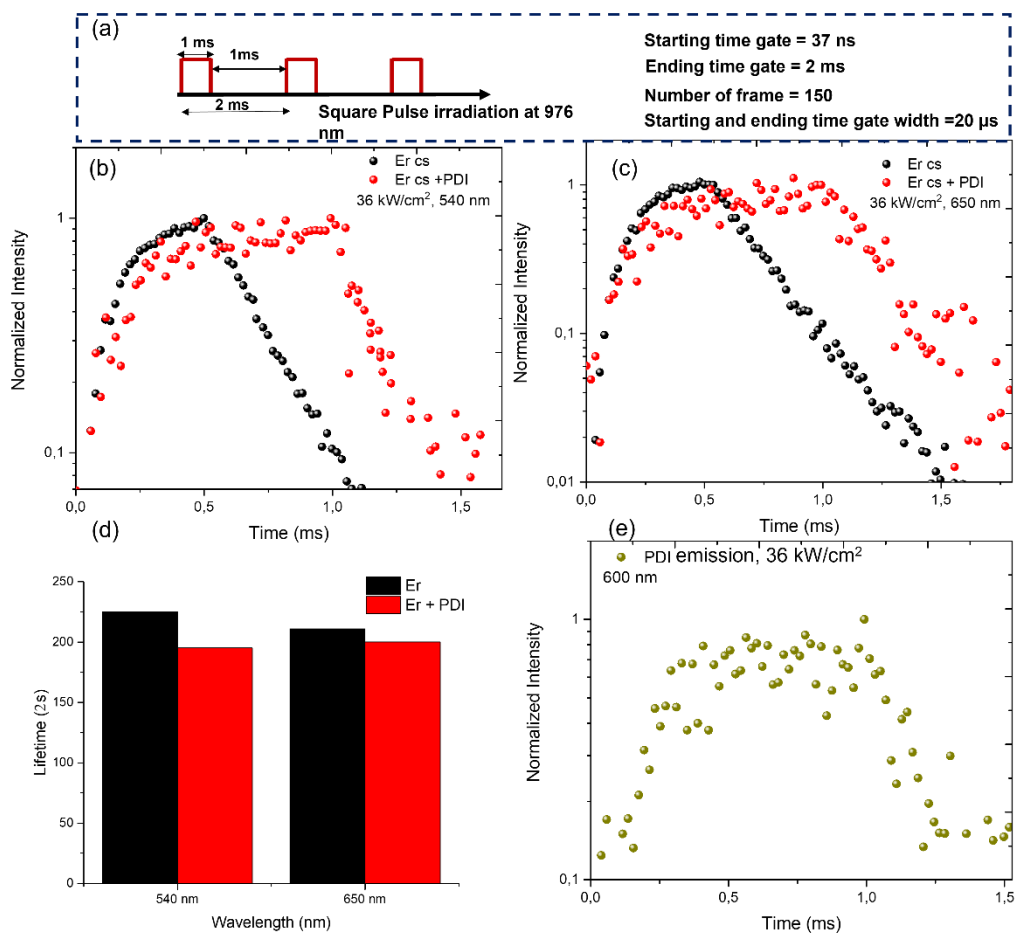 (a)
1 ms
1ms
2 ms
Square Pulse irradiation at 976
nm
Starting time gate = 37 ns
Ending time gate = 2 ms
Number of frame = 150
Starting and ending time gate width =20 µs
(b)
Er cs
Er cs +PDI
36 kW/cm², 540 nm
Normalized Intensity
1
0,1
0,0
0,5
1,0
1,5
Time (ms)
(c)
Er cs
Er cs + PDI
36 kW/cm², 650 nm
Normalized Intensity
1
0,1
0,01
0,0
0,5
1,0
1,5
Time (ms)
(d)
Er
Er + PDI
Lifetime (2s)
250
200
150
100
50
0
540 nm
650 nm
Wavelength (nm)
(e)
PDI emission, 36 kW/cm²
600 nm
Normalized Intensity
1
0,1
0,0
0,5
1,0
1,5
Time (ms)